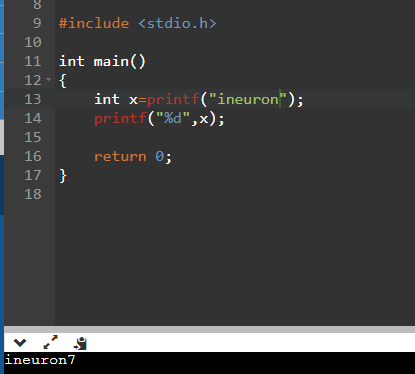 8
9 #include <stdio.h>
10
11 int main()
12 {
13 int x=printf("ineuron");
14 printf("%d",x);
15
16 return 0;
17 }
18
ineuron7